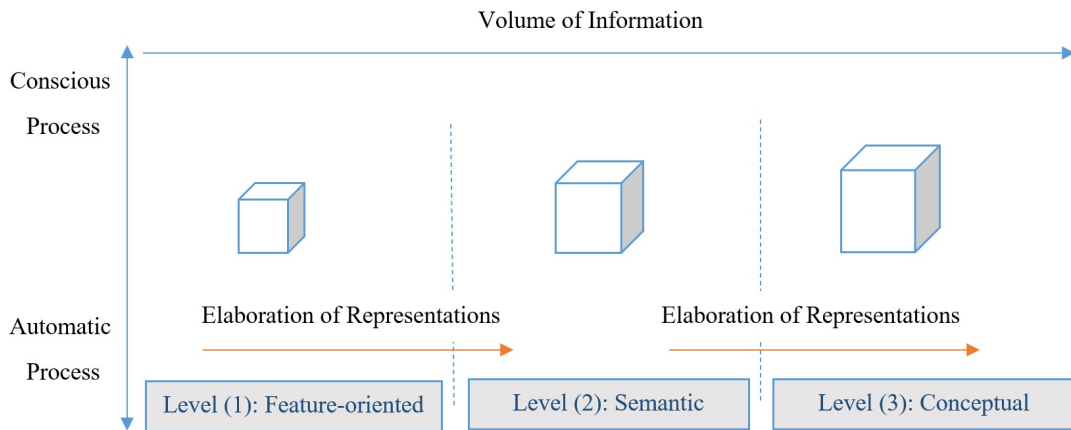 Volume of Information
Conscious
Process
Elaboration of Representations
Elaboration of Representations
Automatic
Process
Level (1): Feature-oriented
Level (2): Semantic
Level (3): Conceptual